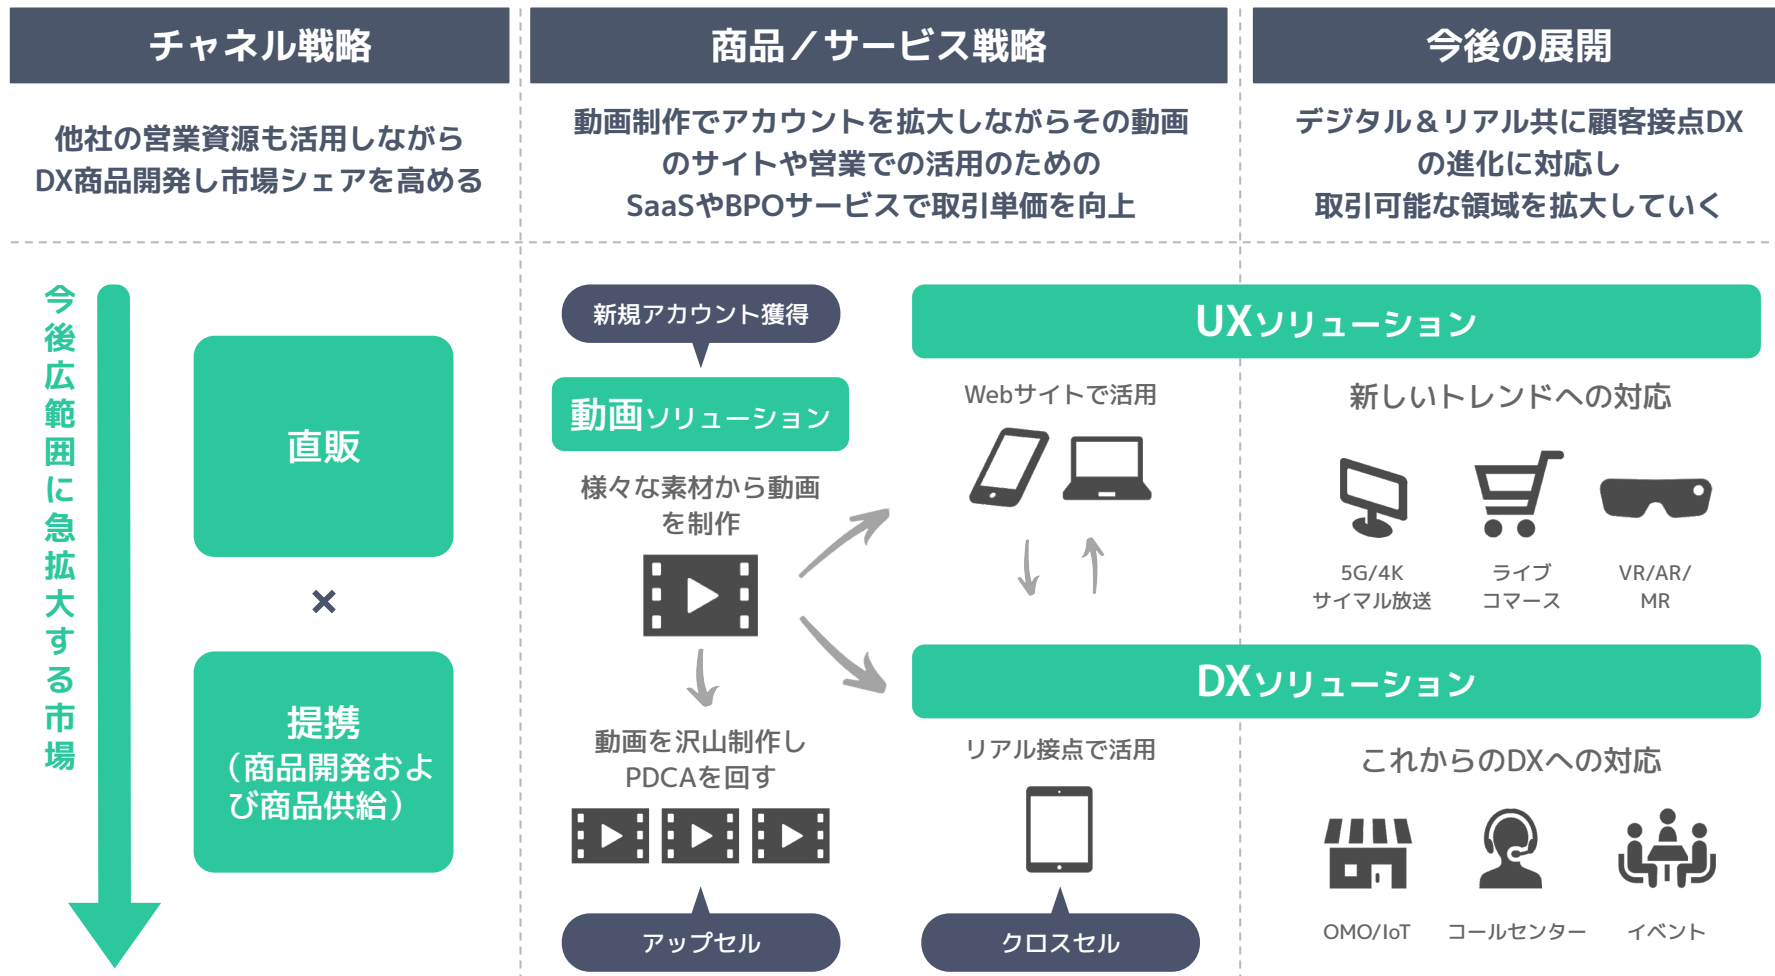 チャネル戦略
他社の営業資源も活用しながら
DX商品開発し市場シェアを高める
今後広範囲に急拡大する市場
直販
×
提携
（商品開発およ
び商品供給）
商品／サービス戦略
動画制作でアカウントを拡大しながらその動画
のサイトや営業での活用のための
SaaSやBPOサービスで取引単価を向上
新規アカウント獲得
動画ソリューション
様々な素材から動画
を制作
動画を沢山制作し
PDCAを回す
アップセル
UXソリューション
Webサイトで活用
DXソリューション
リアル接点で活用
クロスセル
今後の展開
デジタル＆リアル共に顧客接点DX
の進化に対応し
取引可能な領域を拡大していく
新しいトレンドへの対応
5G/4K
サイマル放送
ライブ
コマース
VR/AR/
MR
これからのDXへの対応
OMO/IoT
コールセンター
イベント